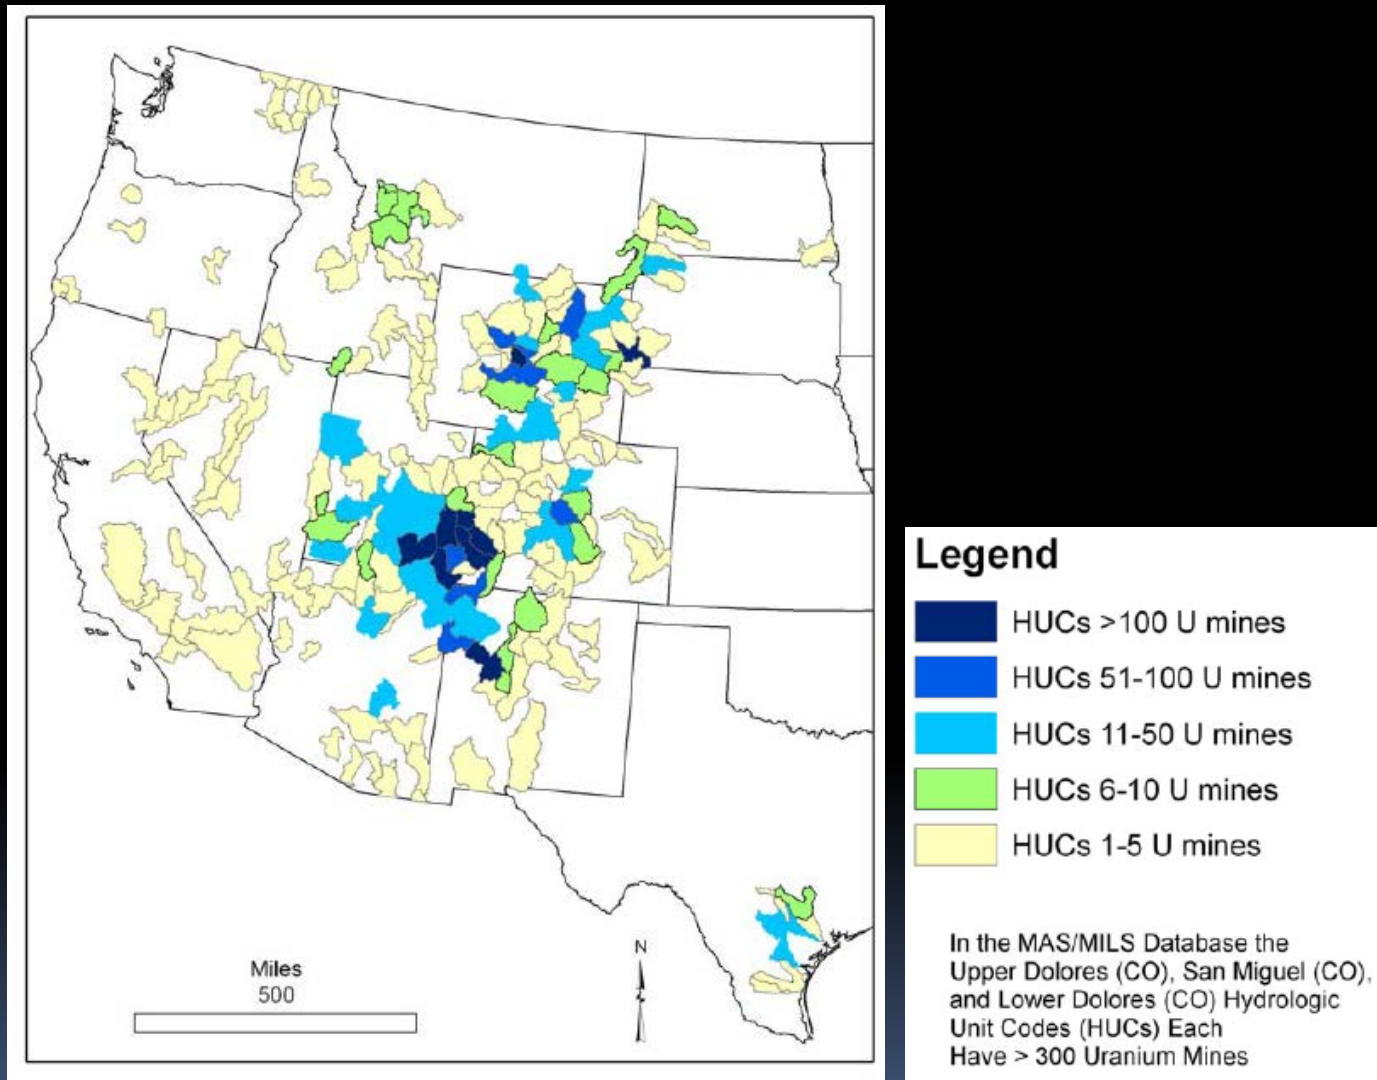 Miles
500
N
Legend
HUCs >100 U mines
HUCs 51-100 U mines
HUCs 11-50 U mines
HUCs 6-10 U mines
HUCs 1-5 U mines
In the MAS/MILS Database the
Upper Dolores (CO), San Miguel (CO),
and Lower Dolores (CO) Hydrologic
Unit Codes (HUCs) Each
Have > 300 Uranium Mines